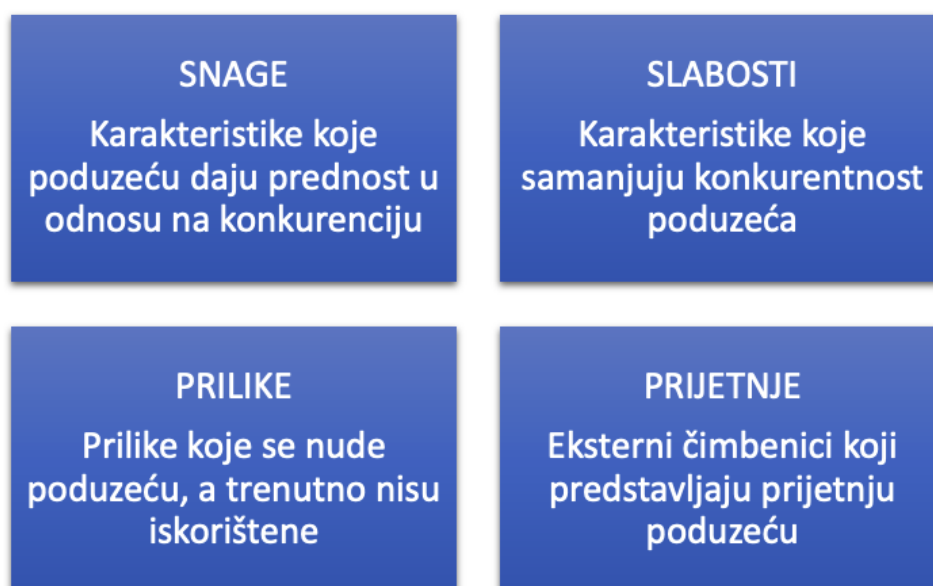 SNAGE
Karakteristike koje
poduzeću daju prednost u
odnosu na konkurenciju
SLABOSTI
Karakteristike koje
samanjuju konkurentnost
poduzeća
PRILIKE
Prilike koje se nude
poduzeću, a trenutno nisu
iskorištene
PRIJETNJE
Eksterni čimbenici koji
predstavljaju prijetnju
poduzeću